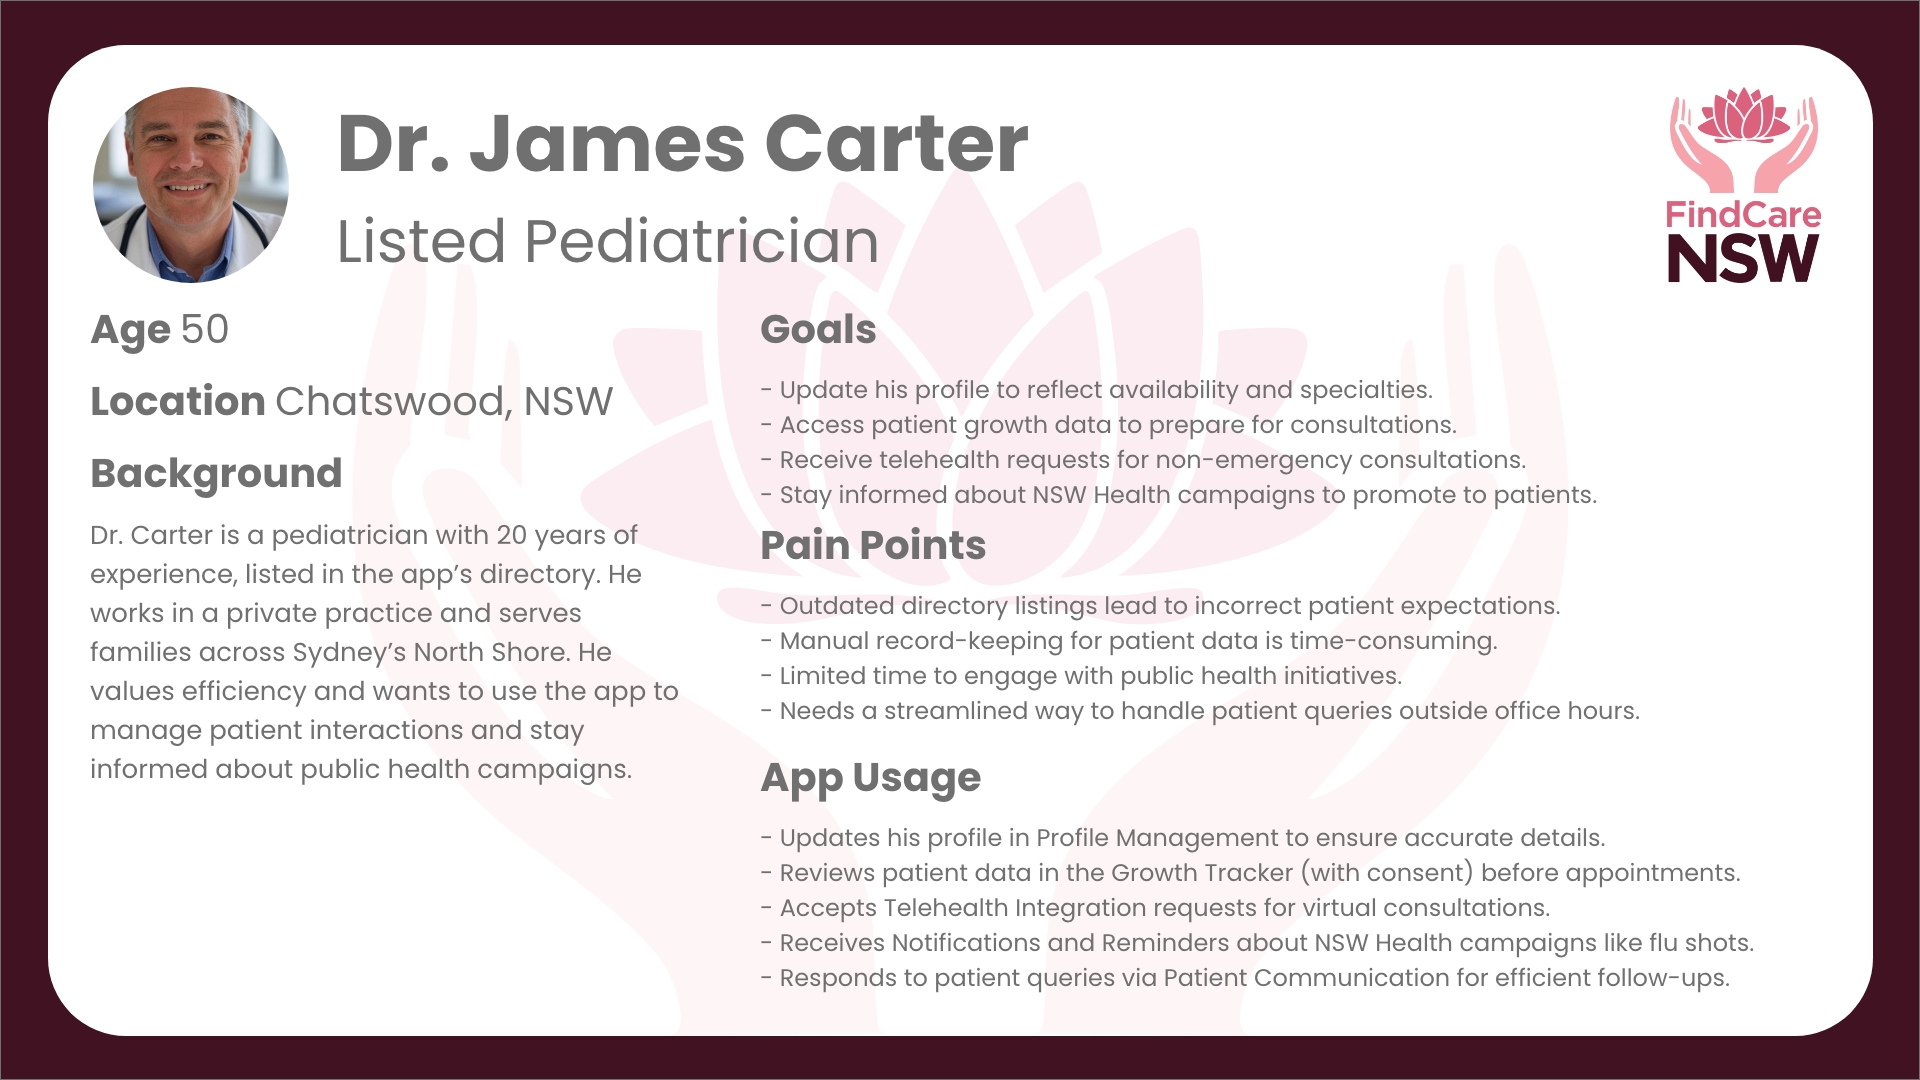 Dr. James Carter
Listed Pediatrician
FindCare
NSW
Age 50
Location Chatswood, NSW
Background
Dr. Carter is a pediatrician with 20 years of
experience, listed in the app’s directory. He
works in a private practice and serves
families across Sydney’s North Shore. He
values efficiency and wants to use the app to
manage patient interactions and stay
informed about public health campaigns.
Goals
- Update his profile to reflect availability and specialties.
- Access patient growth data to prepare for consultations.
- Receive telehealth requests for non-emergency consultations.
- Stay informed about NSW Health campaigns to promote to patients.
Pain Points
- Outdated directory listings lead to incorrect patient expectations.
- Manual record-keeping for patient data is time-consuming.
- Limited time to engage with public health initiatives.
- Needs a streamlined way to handle patient queries outside office hours.
App Usage
- Updates his profile in Profile Management to ensure accurate details.
- Reviews patient data in the Growth Tracker (with consent) before appointments.
- Accepts Telehealth Integration requests for virtual consultations.
- Receives Notifications and Reminders about NSW Health campaigns like flu shots.
- Responds to patient queries via Patient Communication for efficient follow-ups.